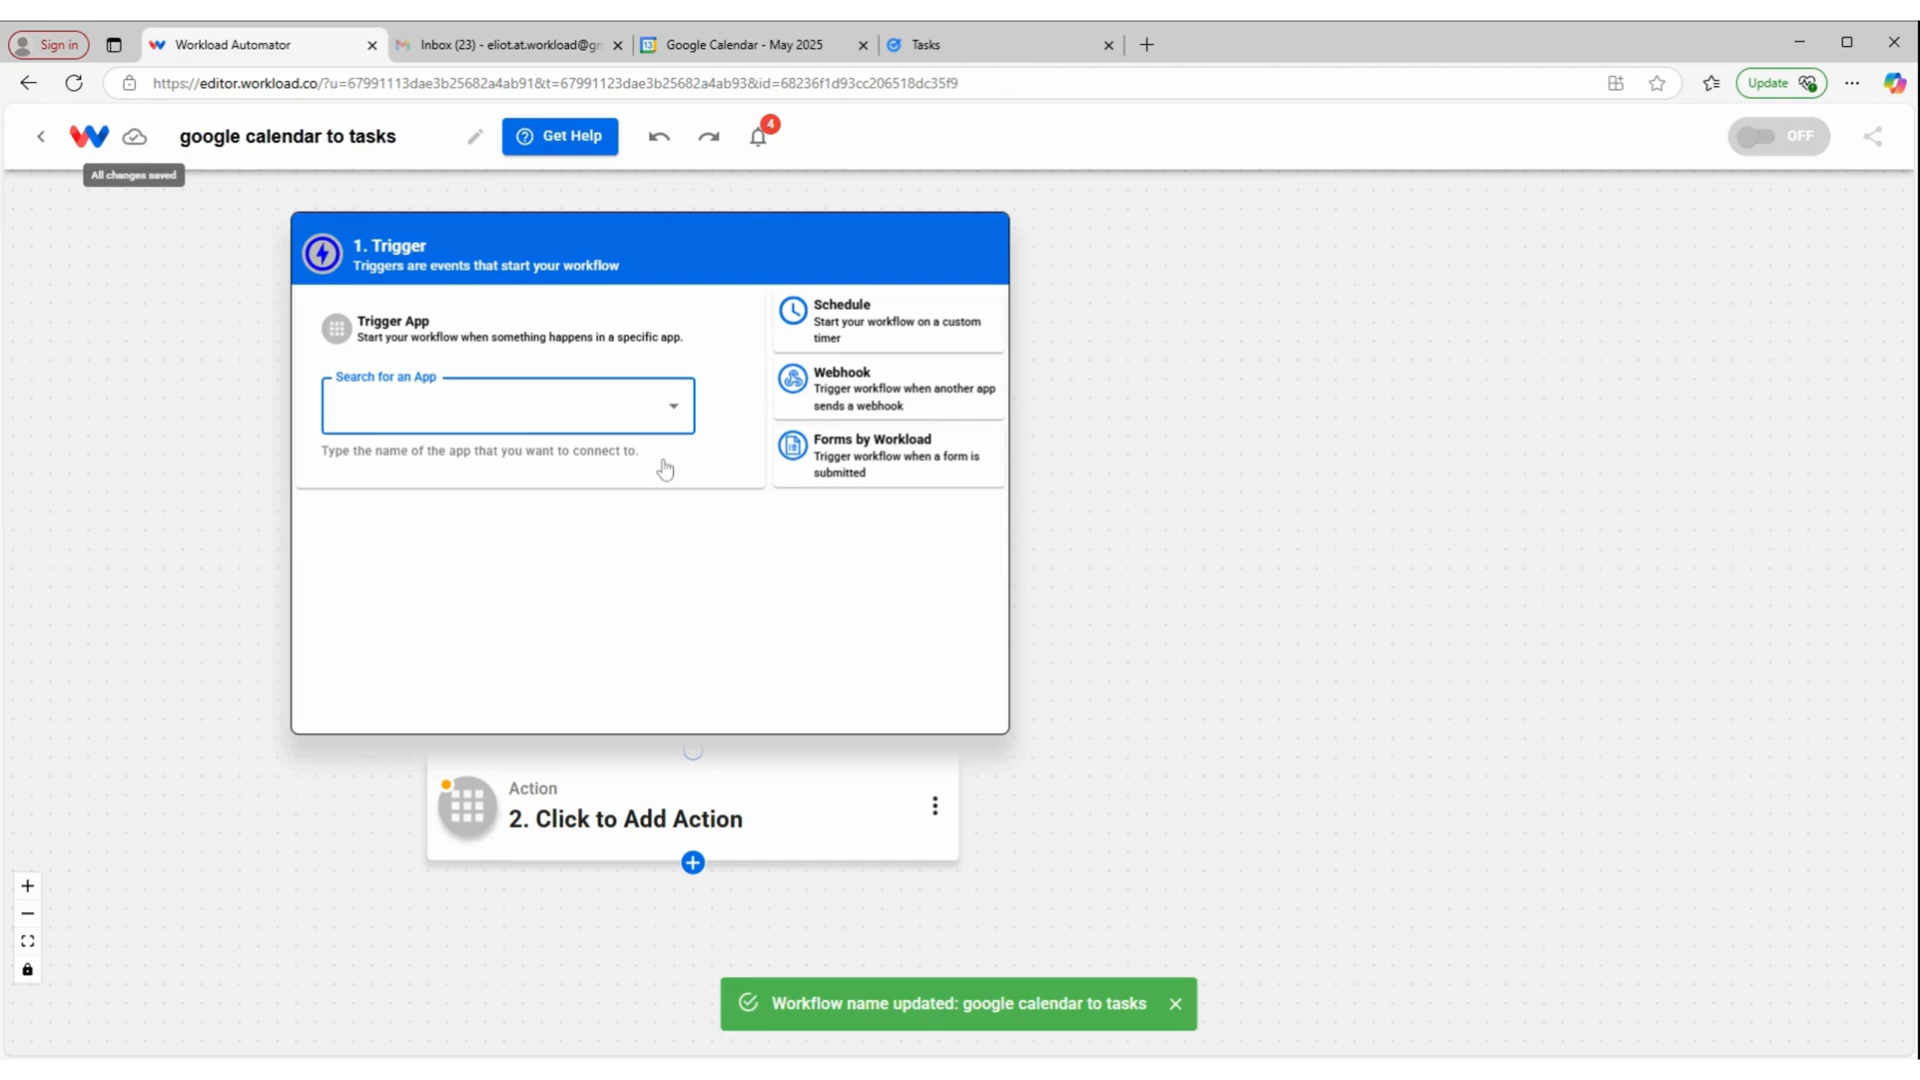 Sign in
Workload Automator
Inbox (23) - eliot.at.workload@gm
Google Calendar - May 2025
Tasks
https://editor.workload.co/?u=67991113dae3b25682a4ab91&t=67991123dae3b25682a4ab93&id=68236f1d93cc206518dc35f9
Update
google calendar to tasks
Get Help
4
OFF
All changes saved
1. Trigger
Triggers are events that start your workflow
Trigger App
Start your workflow when something happens in a specific app.
Search for an App
Type the name of the app that you want to connect to.
Schedule
Start your workflow on a custom
timer
Webhook
Trigger workflow when another app
sends a webhook
Forms by Workload
Trigger workflow when a form is
submitted
Action
2. Click to Add Action
Workflow name updated: google calendar to tasks